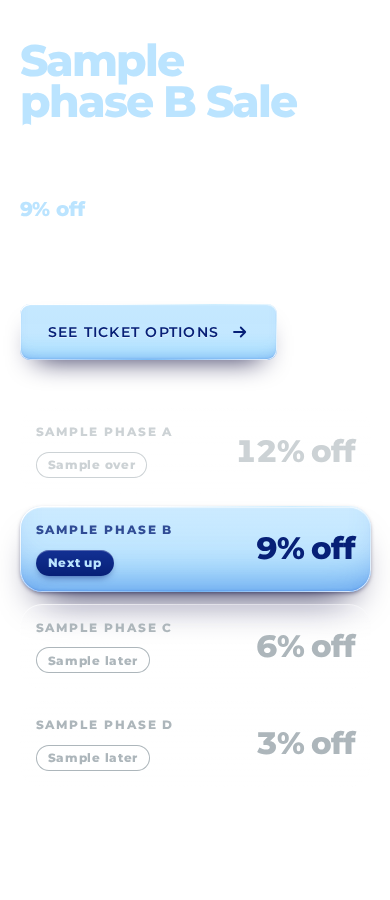 Sample
phase B Sale
9% off
SEE TICKET OPTIONS
SAMPLE PHASE A
Sample over
12% off
SAMPLE PHASE B
Next up
9% off
SAMPLE PHASE C
Sample later
6% off
SAMPLE PHASE D
Sample later
3% off